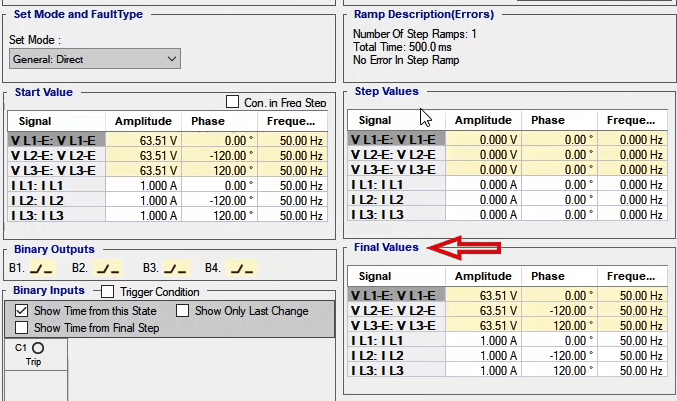 Set Mode and FaultType
Set Mode :
General: Direct
Ramp Description(Errors)
Number Of Step Ramps: 1
Total Time: 500.0 ms
No Error In Step Ramp
Start Value
Con. in Freq Step
Signal Amplitude Phase Freque...
V L1-E: V L1-E 63.51 V 0.00 ° 50.00 Hz
V L2-E: V L2-E 63.51 V -120.00 ° 50.00 Hz
V L3-E: V L3-E 63.51 V 120.00 ° 50.00 Hz
I L1: I L1 1.000 A 0.00 ° 50.00 Hz
I L2: I L2 1.000 A -120.00 ° 50.00 Hz
I L3: I L3 1.000 A 120.00 ° 50.00 Hz
Step Values
Signal Amplitude Phase Freque...
V L1-E: V L1-E 0.000 V 0.00 ° 0.000 Hz
V L2-E: V L2-E 0.000 V 0.00 ° 0.000 Hz
V L3-E: V L3-E 0.000 V 0.00 ° 0.000 Hz
I L1: I L1 0.000 A 0.00 ° 0.000 Hz
I L2: I L2 0.000 A 0.00 ° 0.000 Hz
I L3: I L3 0.000 A 0.00 ° 0.000 Hz
Binary Outputs
B1. B2. B3. B4.
Binary Inputs Trigger Condition
Show Time from this State Show Only Last Change
Show Time from Final Step
C1
Trip
Final Values
Signal Amplitude Phase Freque...
V L1-E: V L1-E 63.51 V 0.00 ° 50.00 Hz
V L2-E: V L2-E 63.51 V -120.00 ° 50.00 Hz
V L3-E: V L3-E 63.51 V 120.00 ° 50.00 Hz
I L1: I L1 1.000 A 0.00 ° 50.00 Hz
I L2: I L2 1.000 A -120.00 ° 50.00 Hz
I L3: I L3 1.000 A 120.00 ° 50.00 Hz